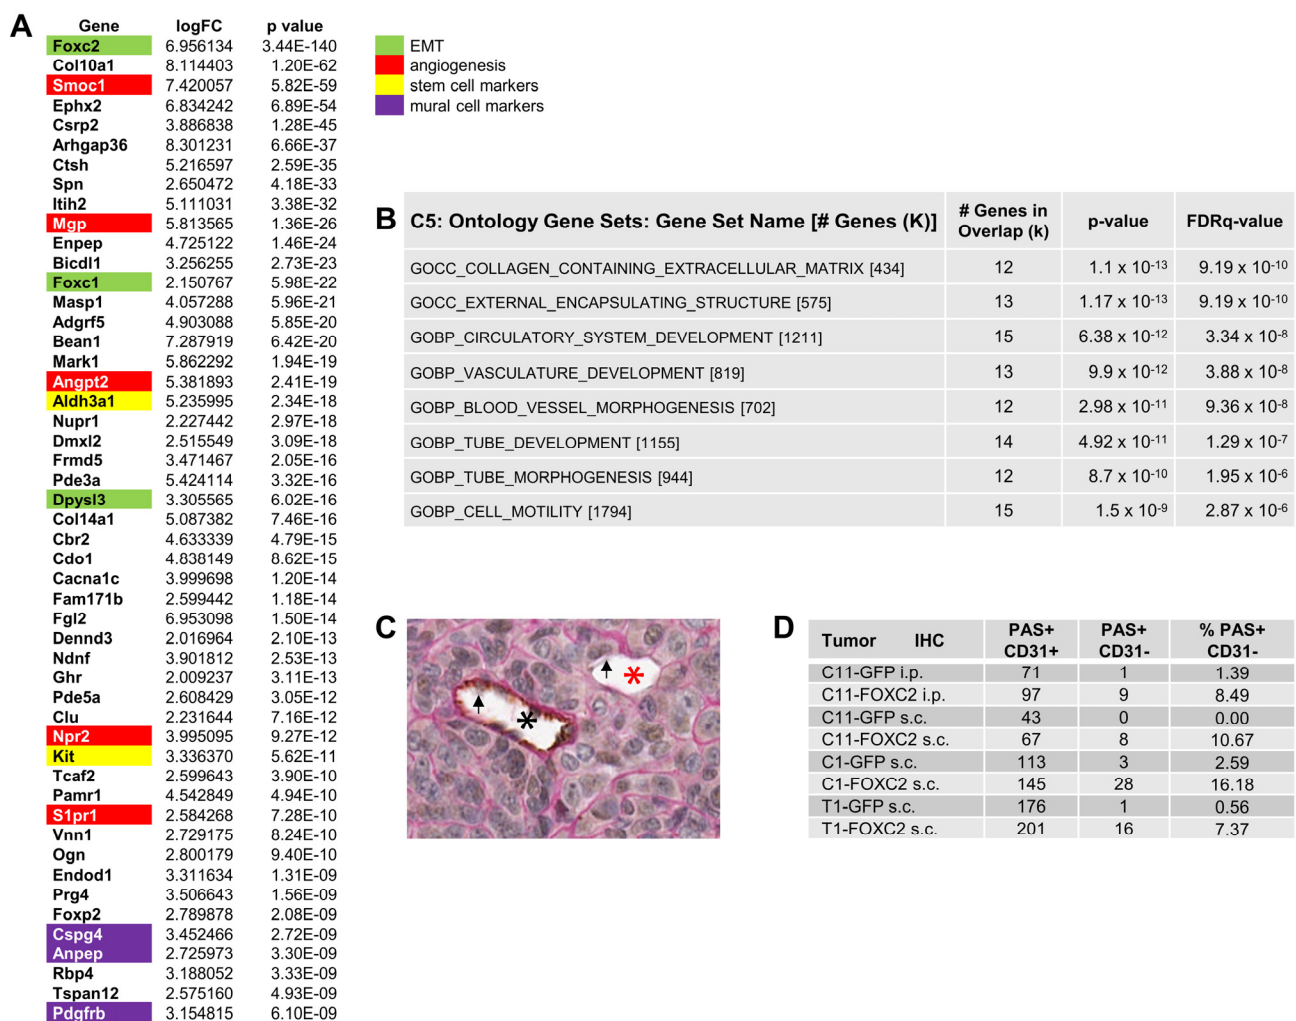 A
Gene logFC p value
Foxc2 6.956134 3.44E-140
Col10a1 8.114403 1.20E-62
Smoc1 7.420057 5.82E-59
Ephx2 6.834242 6.89E-54
Csrp2 3.886838 1.28E-45
Arhgap36 8.301231 6.66E-37
Ctsh 5.216597 2.59E-35
Spn 2.650472 4.18E-33
Itih2 5.111031 3.38E-32
Mgp 5.813565 1.36E-26
Enpep 4.725122 1.46E-24
Bicdl1 3.256255 2.73E-23
Foxc1 2.150767 5.98E-22
Masp1 4.057288 5.96E-21
Adgrf5 4.903088 5.85E-20
Bean1 7.287919 6.42E-20
Mark1 5.862292 1.94E-19
Angpt2 5.381893 2.41E-19
Aldh3a1 5.235995 2.34E-18
Nupr1 2.227442 2.97E-18
Dmxl2 2.515549 3.09E-18
Frmd5 3.471467 2.05E-16
Pde3a 5.424114 3.32E-16
Dpysl3 3.305565 6.02E-16
Col14a1 5.087382 7.46E-16
Cbr2 4.633339 4.79E-15
Cdo1 4.838149 8.62E-15
Cacna1c 3.999698 1.20E-14
Fam171b 2.599442 1.18E-14
Fgl2 6.953098 1.50E-14
Dennd3 2.016964 2.10E-13
Ndnf 3.901812 2.53E-13
Ghr 2.009237 3.11E-13
Pde5a 2.608429 3.05E-12
Clu 2.231644 7.16E-12
Npr2 3.995095 9.27E-12
Kit 3.336370 5.62E-11
Tcaf2 2.599643 3.90E-10
Pamr1 4.542849 4.94E-10
S1pr1 2.584268 7.28E-10
Vnn1 2.729175 8.24E-10
Ogn 2.800179 9.40E-10
Endod1 3.311634 1.31E-09
Prg4 3.506643 1.56E-09
Foxp2 2.789878 2.08E-09
Cspg4 3.452466 2.72E-09
Anpep 2.725973 3.30E-09
Rbp4 3.188052 3.33E-09
Tspan12 2.575160 4.93E-09
Pdgfrb 3.154815 6.10E-09
EMT
angiogenesis
stem cell markers
mural cell markers
B
C5: Ontology Gene Sets: Gene Set Name [# Genes (K)] # Genes in Overlap (k) p-value FDRq-value
GOCC_COLLAGEN_CONTAINING_EXTRACELLULAR_MATRIX [434] 12 1.1 x 10-13 9.19 x 10-10
GOCC_EXTERNAL_ENCAPSULATING_STRUCTURE [575] 13 1.17 x 10-13 9.19 x 10-10
GOBP_CIRCULATORY_SYSTEM_DEVELOPMENT [1211] 15 6.38 x 10-12 3.34 x 10-8
GOBP_VASCULATURE_DEVELOPMENT [819] 13 9.9 x 10-12 3.88 x 10-8
GOBP_BLOOD_VESSEL_MORPHOGENESIS [702] 12 2.98 x 10-11 9.36 x 10-8
GOBP_TUBE_DEVELOPMENT [1155] 14 4.92 x 10-11 1.29 x 10-7
GOBP_TUBE_MORPHOGENESIS [944] 12 8.7 x 10-10 1.95 x 10-6
GOBP_CELL_MOTILITY [1794] 15 1.5 x 10-9 2.87 x 10-6
C
*
*
D
Tumor IHC PAS+ CD31+ PAS+ CD31- % PAS+ CD31-
C11-GFP i.p. 71 1 1.39
C11-FOXC2 i.p. 97 9 8.49
C11-GFP s.c. 43 0 0.00
C11-FOXC2 s.c. 67 8 10.67
C1-GFP s.c. 113 3 2.59
C1-FOXC2 s.c. 145 28 16.18
T1-GFP s.c. 176 1 0.56
T1-FOXC2 s.c. 201 16 7.37